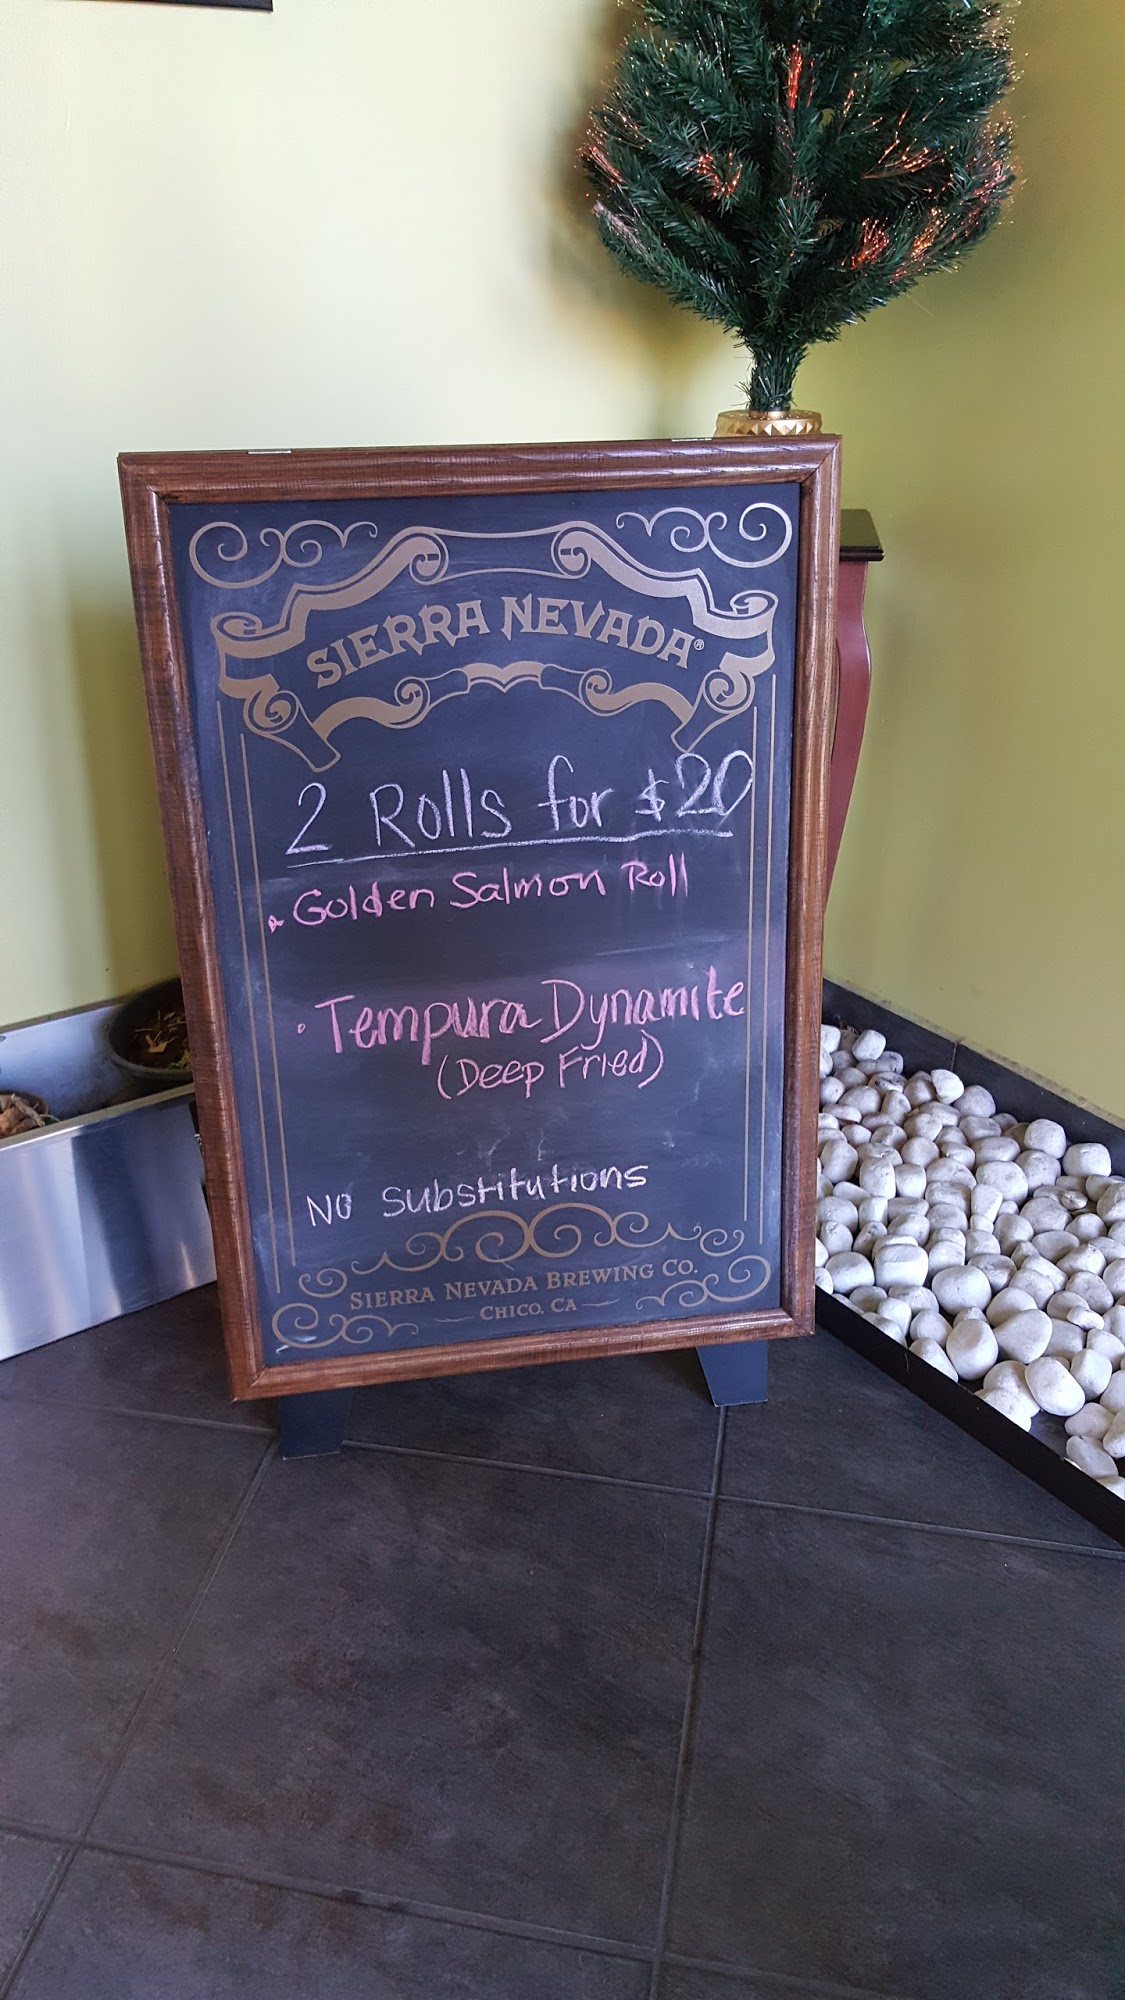 SIERRA NEVADA®
2 Rolls for $20
• Golden Salmon Roll
• Tempura Dynamite
(Deep Fried)
No Substitutions
SIERRA NEVADA BREWING CO.
CHICO, CA